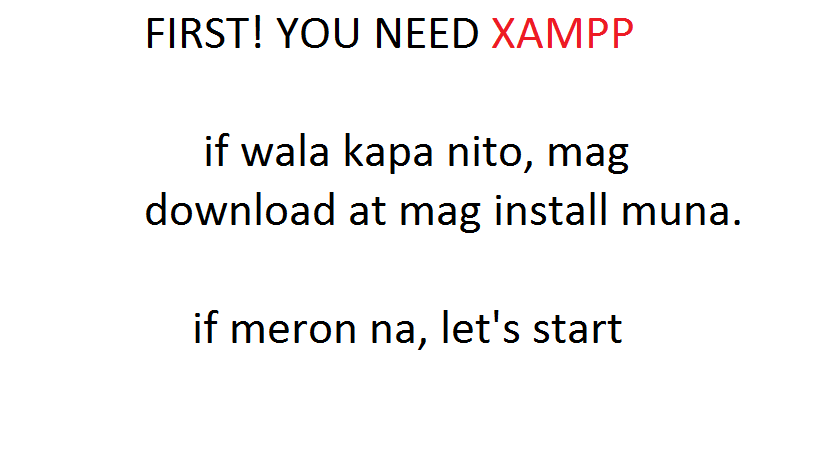 FIRST! YOU NEED XAMPP
if wala kapa nito, mag
download at mag install muna.
if meron na, let's start